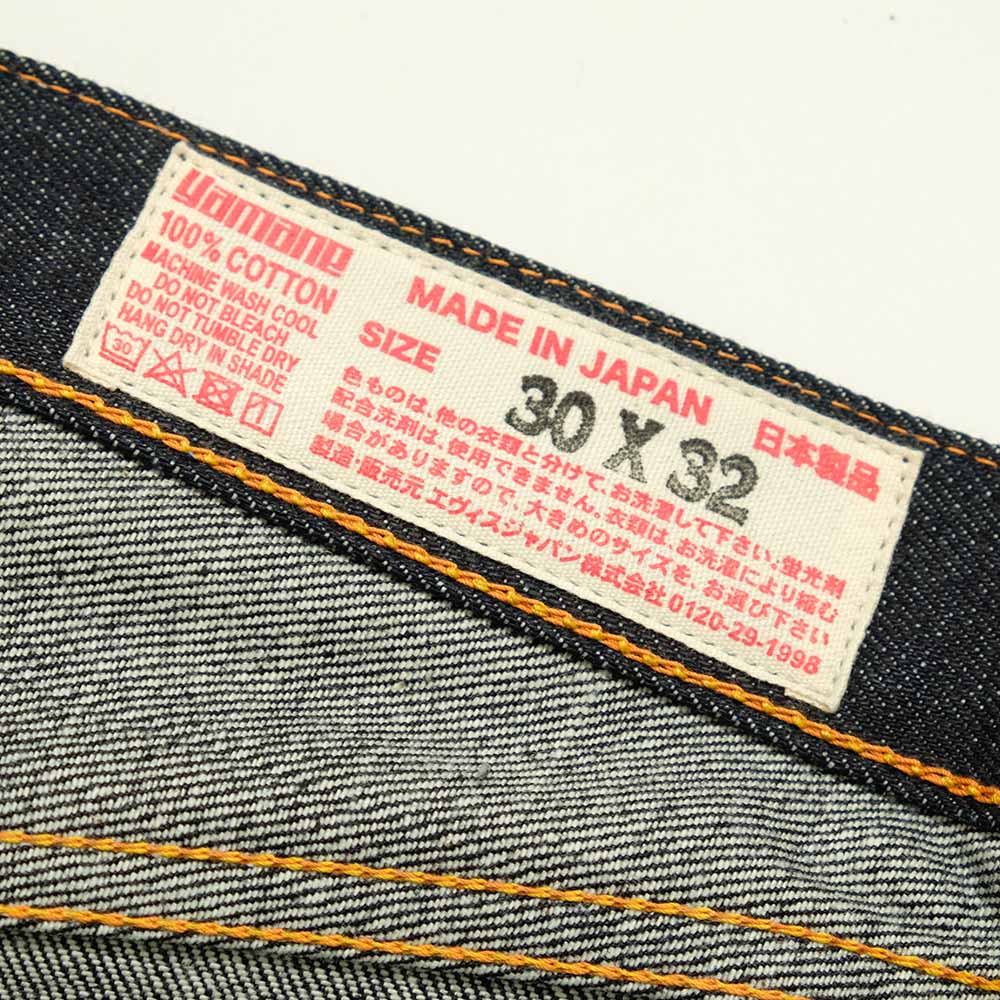 yamane
100% COTTON
MACHINE WASH COOL
DO NOT BLEACH
DO NOT TUMBLE DRY
HANG DRY IN SHADE
30
MADE IN JAPAN 日本製品
SIZE 30 X 32
色ものは、他の衣類と分けて、お洗濯して下さい。蛍光剤
配合洗剤は、使用できません。衣類は、お洗濯により縮む
場合がありますので、大きめのサイズを、お選び下さい
製造・販売元 エヴィスジャパン株式会社 0120-29-1998